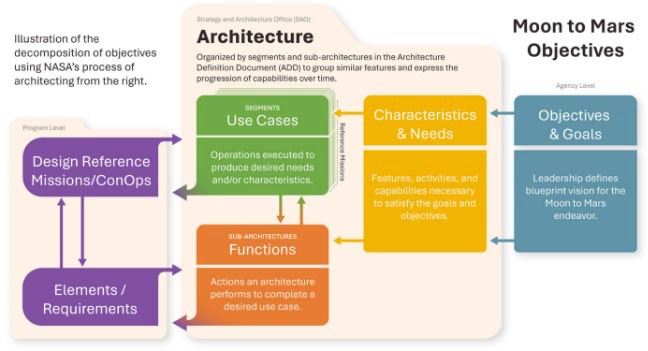 Illustration of the
decomposition of objectives
using NASA's process of
architecting from the right.
Strategy and Architecture Office (SAO)
Architecture
Organized by segments and sub-architectures in the Architecture
Definition Document (ADD) to group similar features and express the
progression of capabilities over time.
Moon to Mars
Objectives
Agency Level
Program Level
Design Reference
Missions/ConOps
Elements /
Requirements
SEGMENTS
Use Cases
Operations executed to
produce desired needs
and/or characteristics.
Reference Missions
SUB-ARCHITECTURES
Functions
Actions an architecture
performs to complete a
desired use case.
Characteristics
& Needs
Features, activities, and
capabilities necessary
to satisfy the goals and
objectives.
Objectives
& Goals
Leadership defines
blueprint vision for the
Moon to Mars
endeavor.